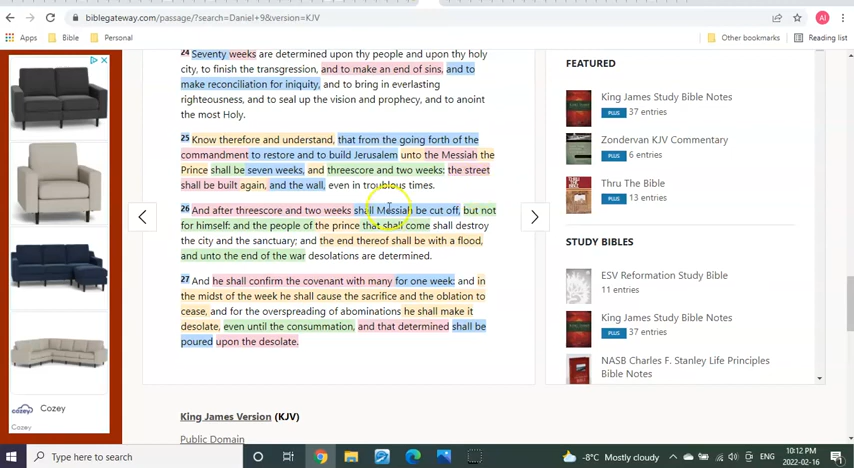 biblegateway.com/passage/?search=Daniel+9&version=KJV
AI
Apps
Bible
Personal
Other bookmarks
Reading list
24 Seventy weeks are determined upon thy people and upon thy holy
city, to finish the transgression, and to make an end of sins, and to
make reconciliation for iniquity, and to bring in everlasting
righteousness, and to seal up the vision and prophecy, and to anoint
the most Holy.
25 Know therefore and understand, that from the going forth of the
commandment to restore and to build Jerusalem unto the Messiah the
Prince shall be seven weeks, and threescore and two weeks: the street
shall be built again, and the wall, even in troublous times.
26 And after threescore and two weeks shall Messiah be cut off, but not
for himself: and the people of the prince that shall come shall destroy
the city and the sanctuary; and the end thereof shall be with a flood,
and unto the end of the war desolations are determined.
27 And he shall confirm the covenant with many for one week: and in
the midst of the week he shall cause the sacrifice and the oblation to
cease, and for the overspreading of abominations he shall make it
desolate, even until the consummation, and that determined shall be
poured upon the desolate.
King James Version (KJV)
Public Domain
FEATURED
King James Study Bible Notes
PLUS 37 entries
Zondervan KJV Commentary
PLUS 6 entries
Thru The Bible
PLUS 13 entries
STUDY BIBLES
ESV Reformation Study Bible
11 entries
King James Study Bible Notes
PLUS 37 entries
NASB Charles F. Stanley Life Principles
Bible Notes
Cozey
Cozey
Type here to search
-8°C Mostly cloudy
ENG
10:12 PM
2022-02-16